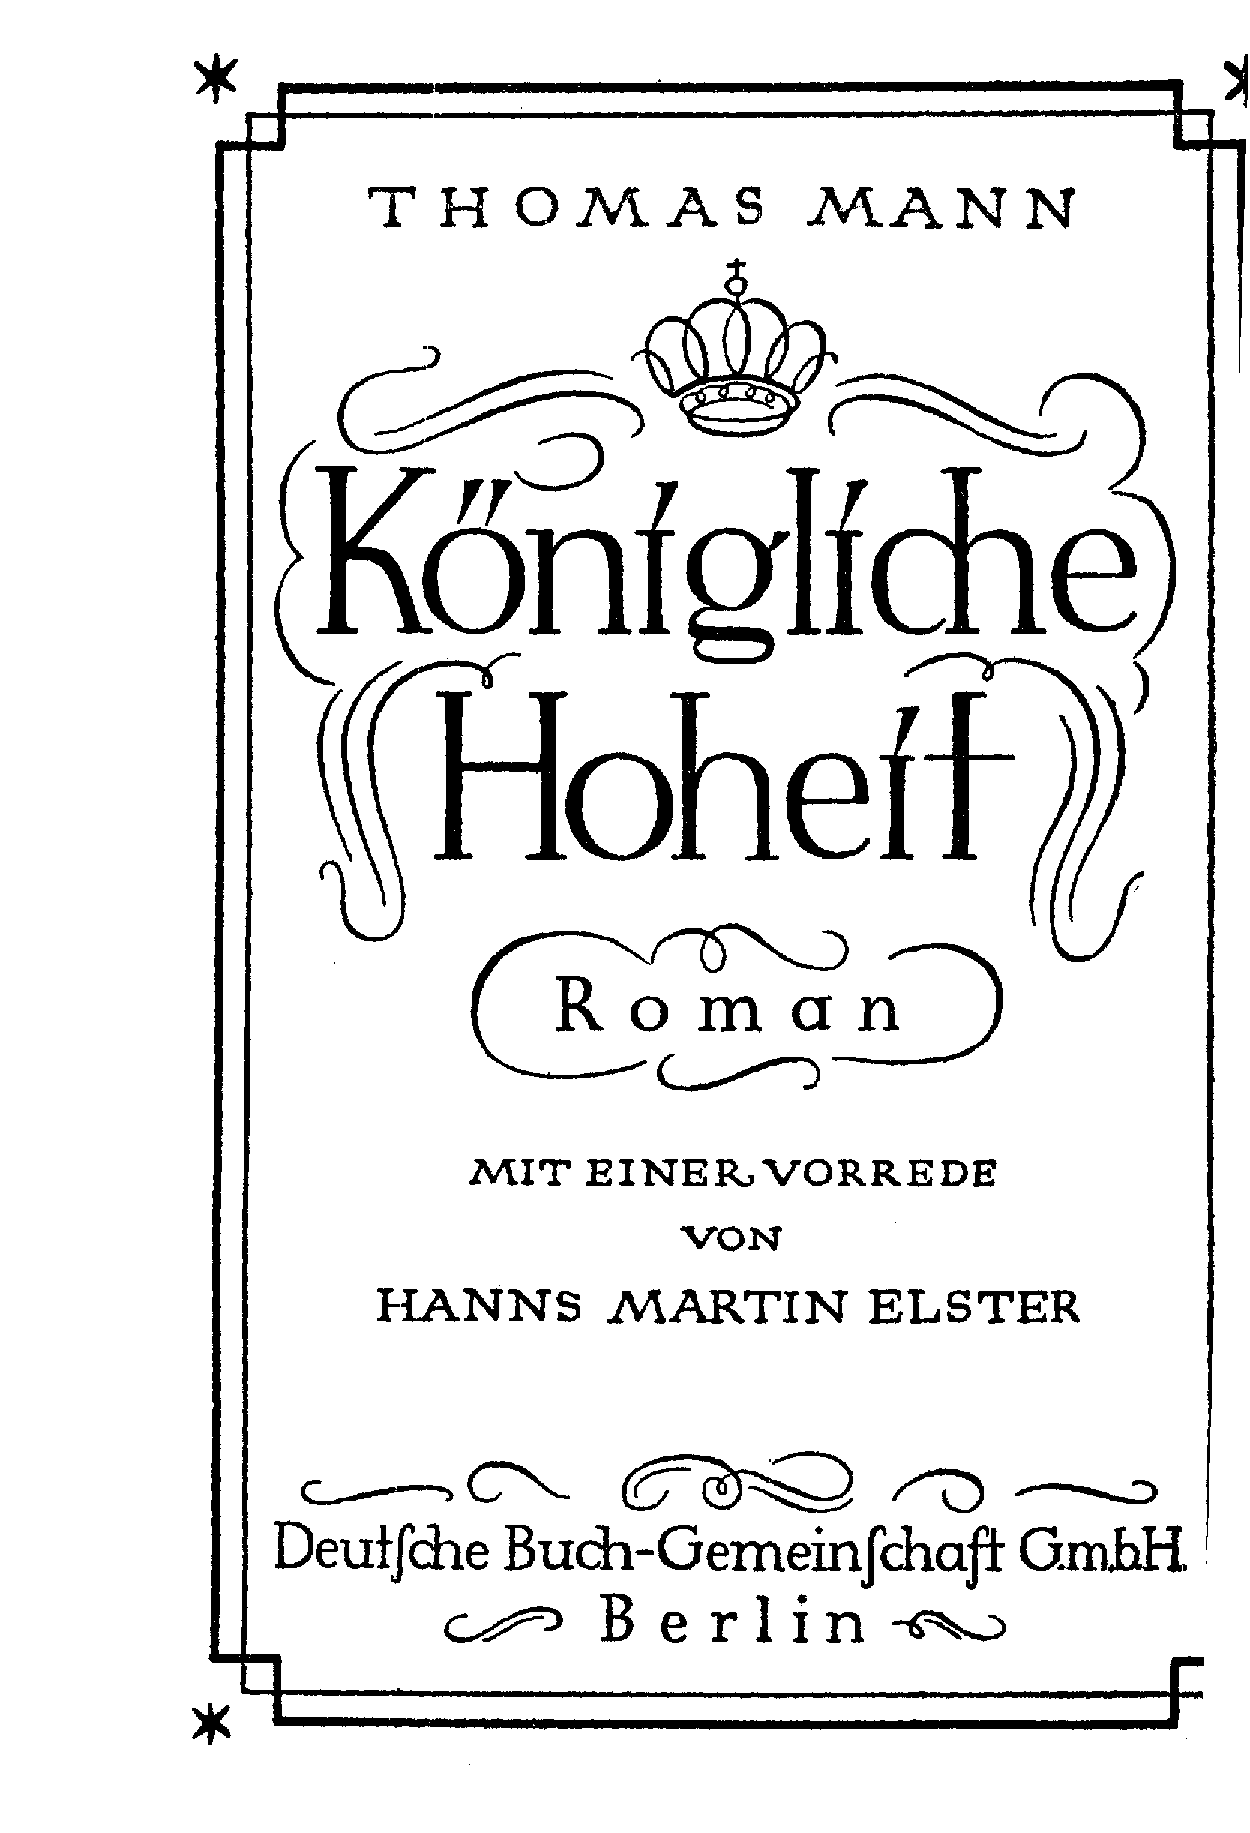 THOMAS MANN
Königliche
Hoheit
Roman
MIT EINER VORREDE
VON
HANNS MARTIN ELSTER
Deutſche Buch-Gemeinſchaft G.m.b.H.
Berlin